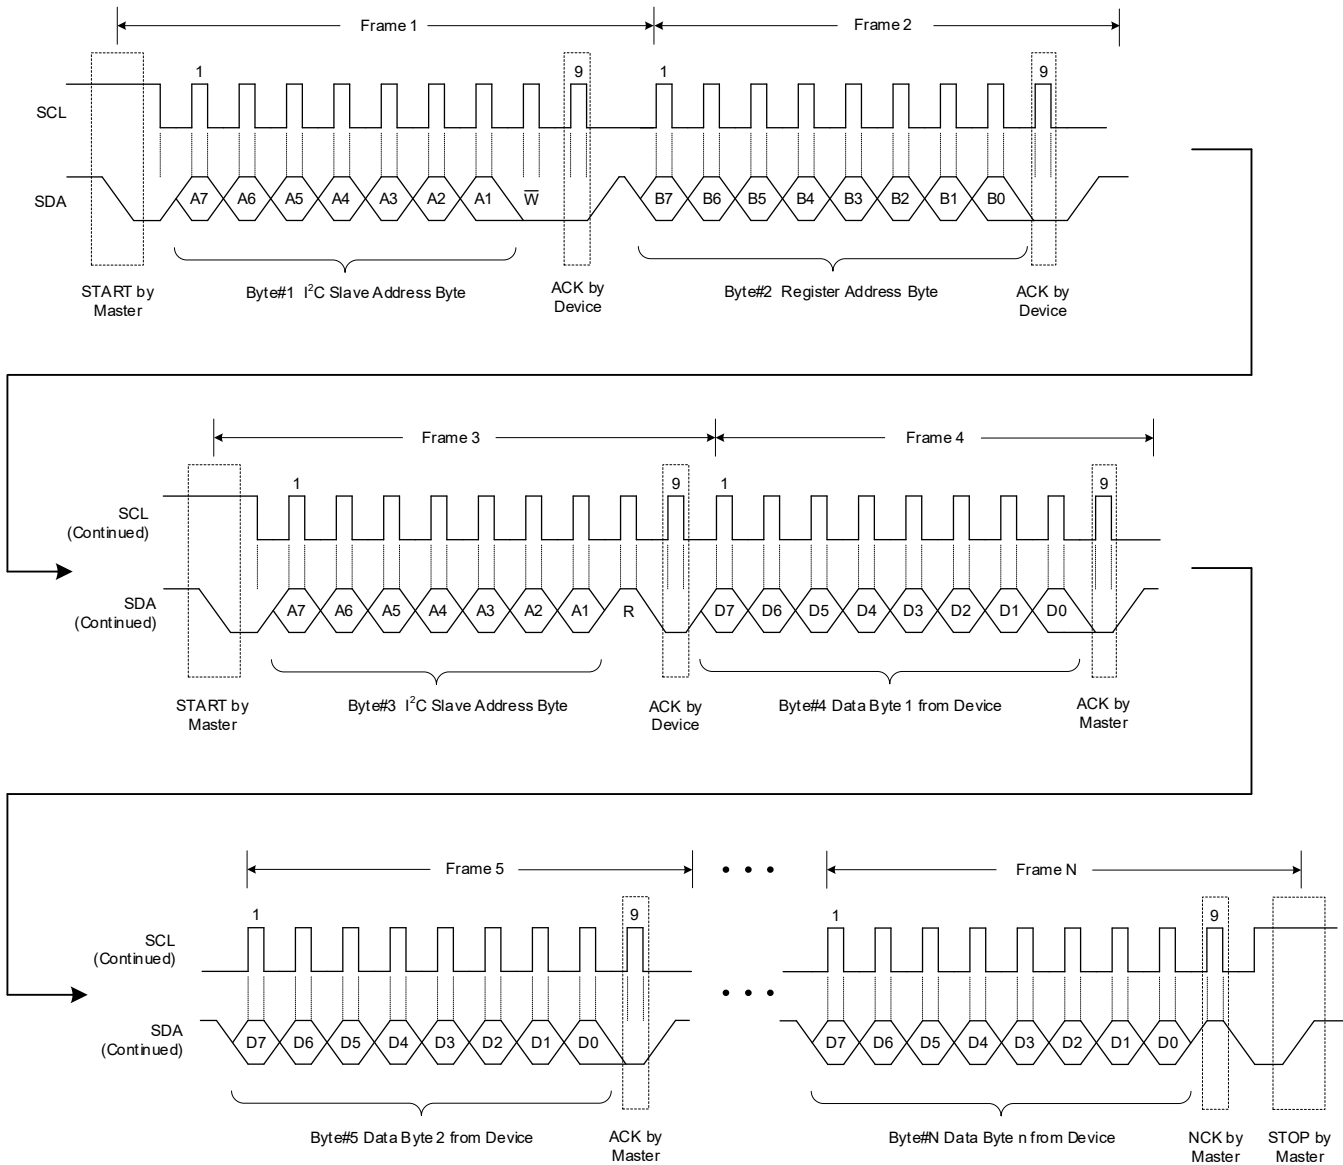 Frame 1
Frame 2
1
9
1
9
SCL
SDA
A7 A6 A5 A4 A3 A2 A1 W̅
B7 B6 B5 B4 B3 B2 B1 B0
START by
Master
Byte#1 I²C Slave Address Byte
ACK by
Device
Byte#2 Register Address Byte
ACK by
Device
Frame 3
Frame 4
1
9
1
9
SCL
(Continued)
SDA
(Continued)
A7 A6 A5 A4 A3 A2 A1 R
D7 D6 D5 D4 D3 D2 D1 D0
START by
Master
Byte#3 I²C Slave Address Byte
ACK by
Device
Byte#4 Data Byte 1 from Device
ACK by
Master
Frame 5
• • •
Frame N
1
9
1
9
SCL
(Continued)
• • •
SDA
(Continued)
D7 D6 D5 D4 D3 D2 D1 D0
D7 D6 D5 D4 D3 D2 D1 D0
Byte#5 Data Byte 2 from Device
ACK by
Master
Byte#N Data Byte n from Device
NCK by
Master
STOP by
Master